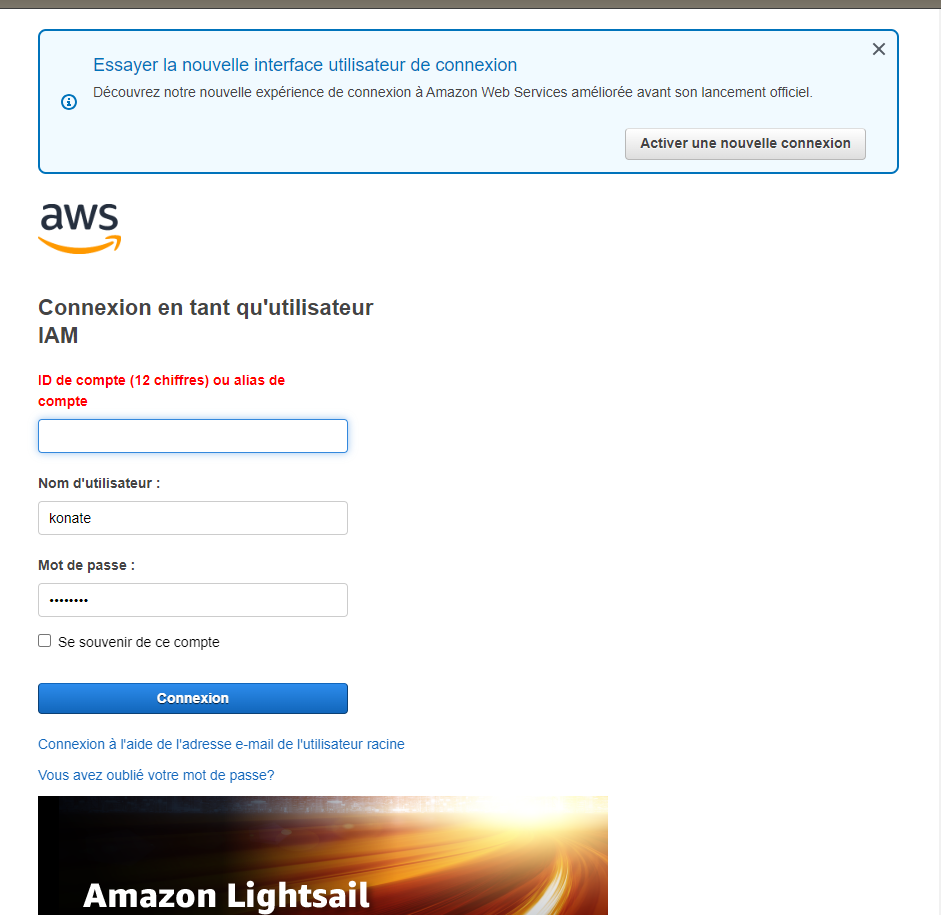 Essayer la nouvelle interface utilisateur de connexion
Découvrez notre nouvelle expérience de connexion à Amazon Web Services améliorée avant son lancement officiel.
Activer une nouvelle connexion
aws
Connexion en tant qu'utilisateur
IAM
ID de compte (12 chiffres) ou alias de
compte
Nom d'utilisateur :
konate
Mot de passe :
••••••••
Se souvenir de ce compte
Connexion
Connexion à l'aide de l'adresse e-mail de l'utilisateur racine
Vous avez oublié votre mot de passe?
Amazon Lightsail